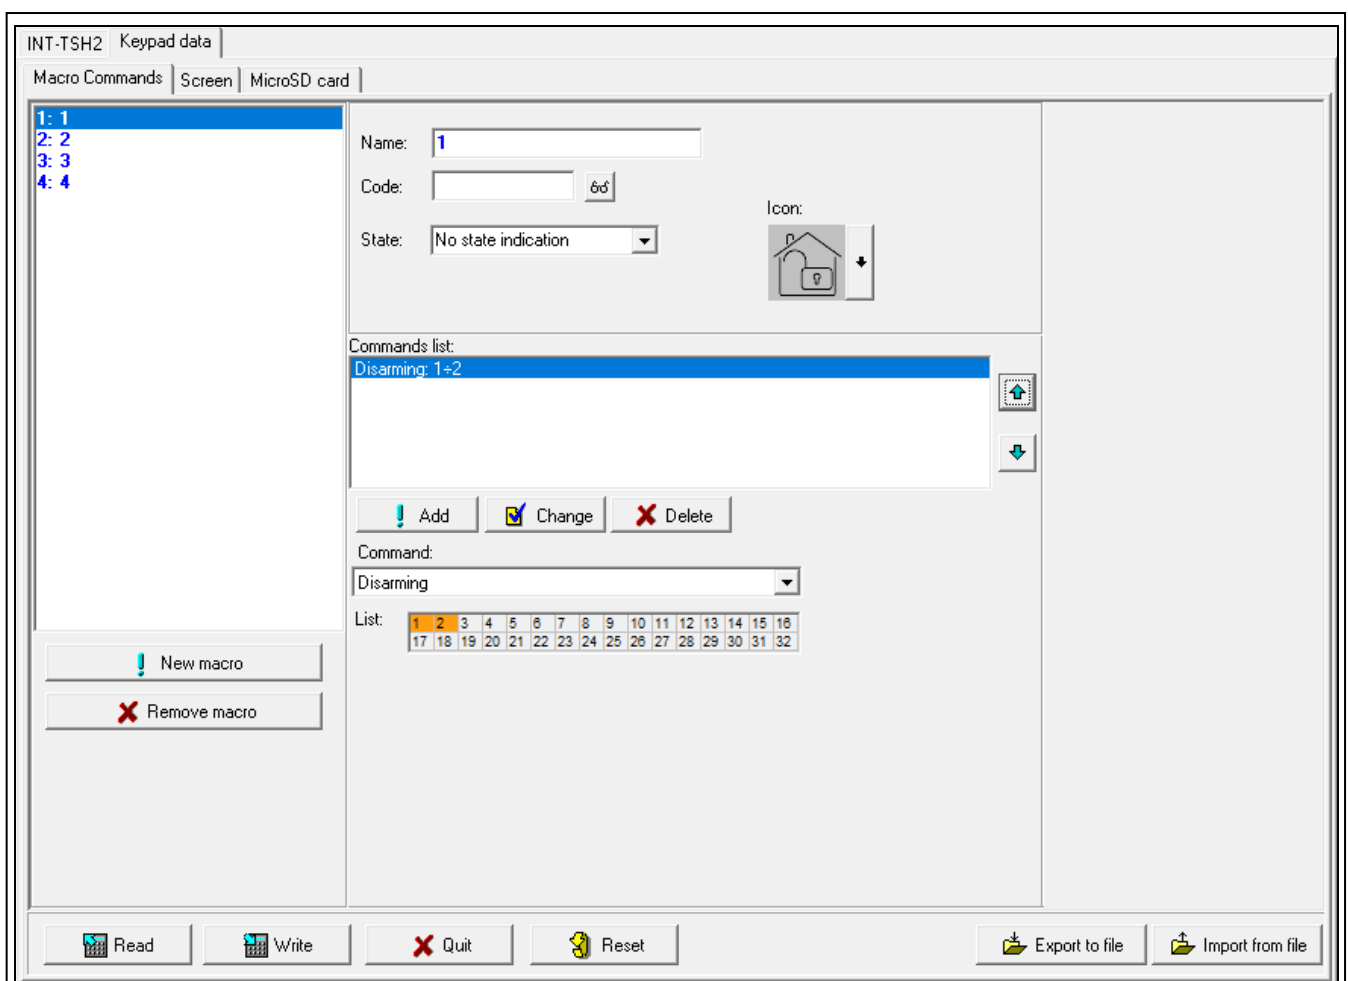 INT-TSH2 Keypad data
Macro Commands Screen MicroSD card
1: 1
2: 2
3: 3
4: 4
Name: 1
Code:
State: No state indication
Icon:
Commands list:
Disarming: 1÷2
Add Change Delete
Command:
Disarming
List: 1 2 3 4 5 6 7 8 9 10 11 12 13 14 15 16
17 18 19 20 21 22 23 24 25 26 27 28 29 30 31 32
New macro
Remove macro
Read Write Quit Reset Export to file Import from file